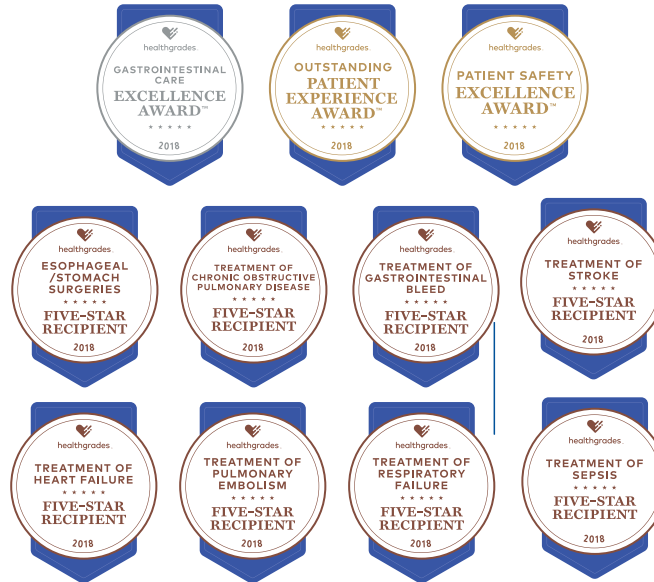 healthgrades.
GASTROINTESTINAL
CARE
EXCELLENCE
AWARD™
2018
healthgrades.
OUTSTANDING
PATIENT
EXPERIENCE
AWARD™
2018
healthgrades.
PATIENT SAFETY
EXCELLENCE
AWARD™
2018
healthgrades.
ESOPHAGEAL
/STOMACH
SURGERIES
FIVE-STAR
RECIPIENT
2018
healthgrades.
TREATMENT OF
CHRONIC OBSTRUCTIVE
PULMONARY DISEASE
FIVE-STAR
RECIPIENT
2018
healthgrades.
TREATMENT OF
GASTROINTESTINAL
BLEED
FIVE-STAR
RECIPIENT
2018
healthgrades.
TREATMENT OF
STROKE
FIVE-STAR
RECIPIENT
2018
healthgrades.
TREATMENT OF
HEART FAILURE
FIVE-STAR
RECIPIENT
2018
healthgrades.
TREATMENT OF
PULMONARY
EMBOLISM
FIVE-STAR
RECIPIENT
2018
healthgrades.
TREATMENT OF
RESPIRATORY
FAILURE
FIVE-STAR
RECIPIENT
2018
healthgrades.
TREATMENT OF
SEPSIS
FIVE-STAR
RECIPIENT
2018